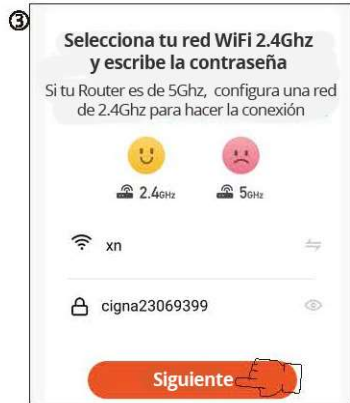 ③
Selecciona tu red WiFi 2.4Ghz
y escribe la contraseña
Si tu Router es de 5Ghz, configura una red
de 2.4Ghz para hacer la conexión
2.4GHz 5GHz
xn
cigna23069399
Siguiente